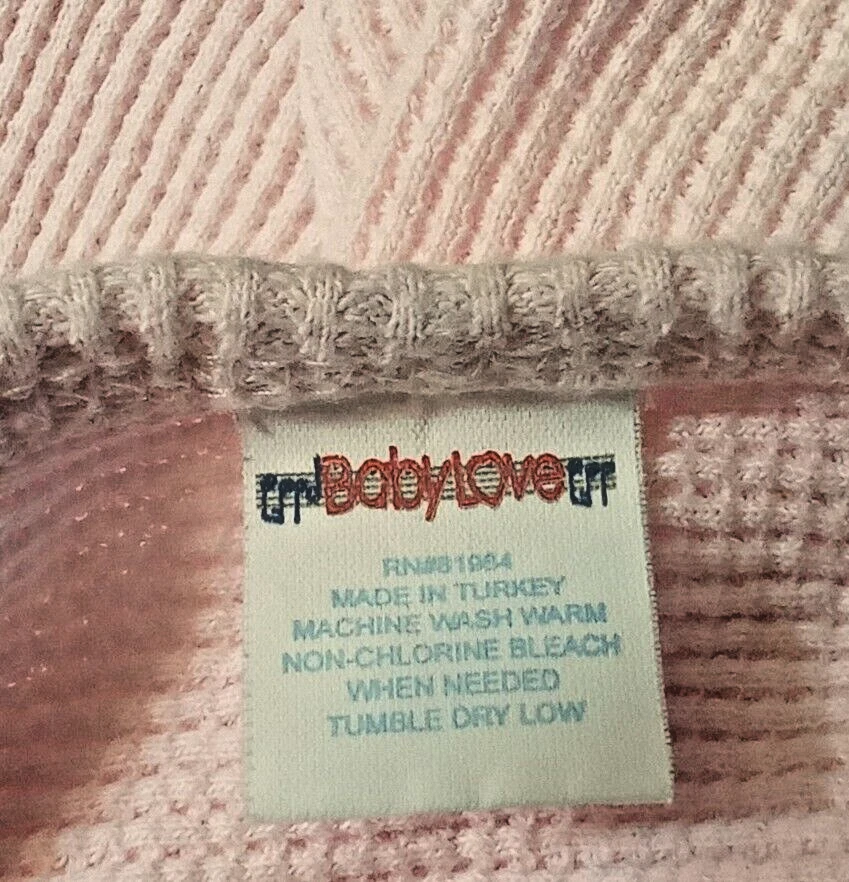 BabyLove
RN#81984
MADE IN TURKEY
MACHINE WASH WARM
NON-CHLORINE BLEACH
WHEN NEEDED
TUMBLE DRY LOW